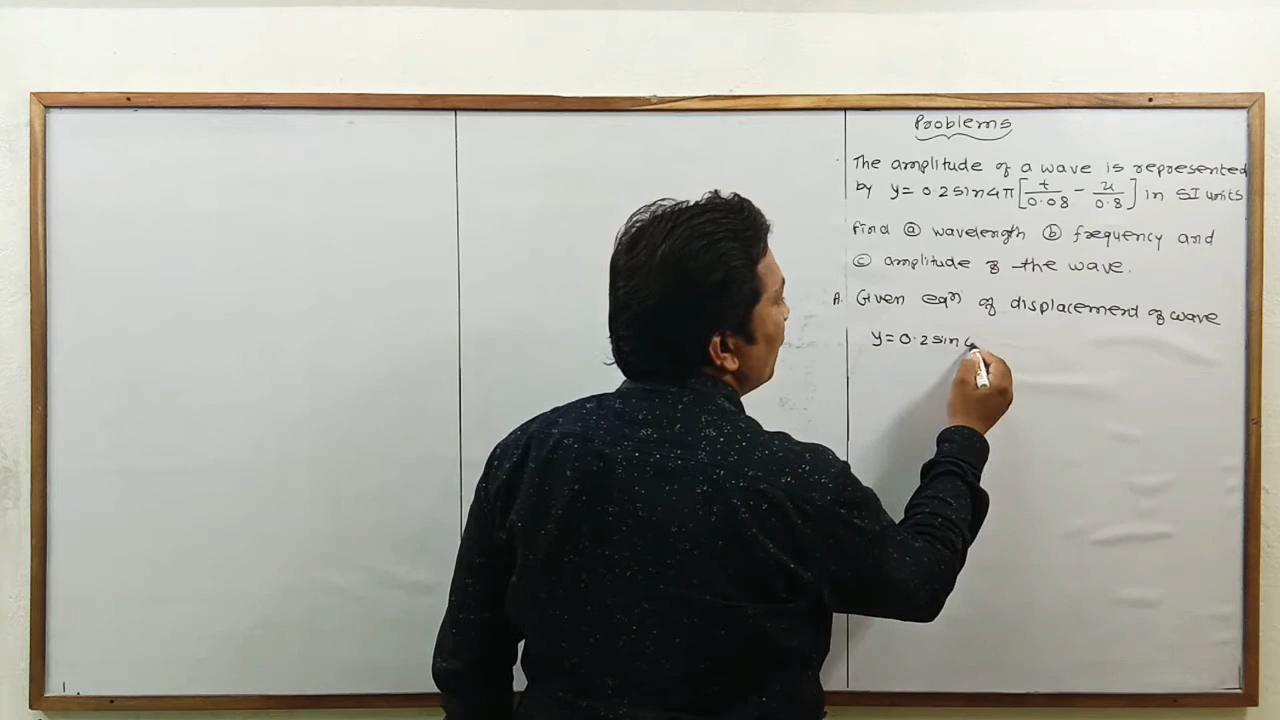 Problems
The amplitude of a wave is represented
by y = 0.2 sin 4π [t/0.08 - x/0.8] in SI units
Find ⓐ wavelength ⓑ frequency and
ⓒ amplitude of the wave.
A. Given eqn of displacement of wave
y = 0.2 sin 4